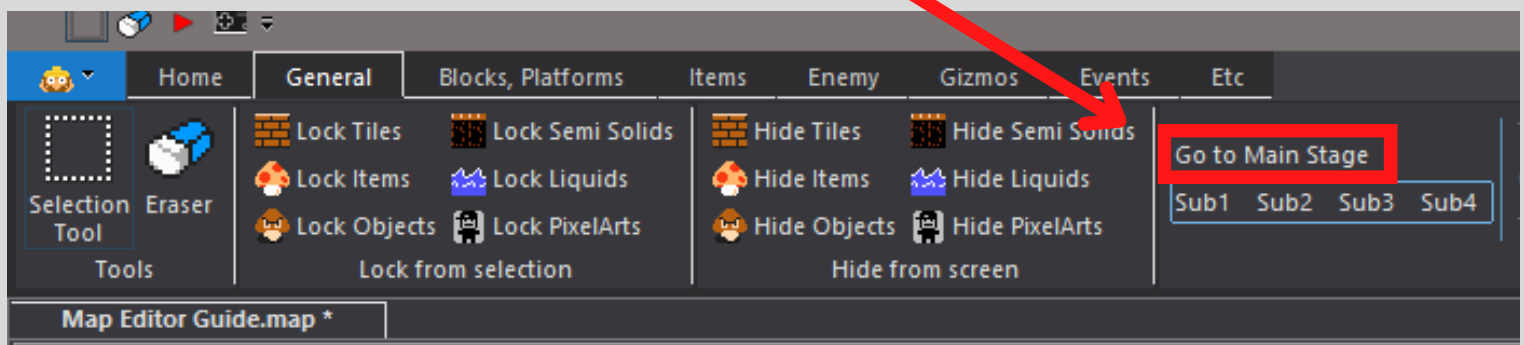 Home General Blocks, Platforms Items Enemy Gizmos Events Etc
Selection Tool
Eraser
Tools
Lock Tiles Lock Semi Solids
Lock Items Lock Liquids
Lock Objects Lock PixelArts
Lock from selection
Hide Tiles Hide Semi Solids
Hide Items Hide Liquids
Hide Objects Hide PixelArts
Hide from screen
Go to Main Stage
Sub1 Sub2 Sub3 Sub4
Map Editor Guide.map *